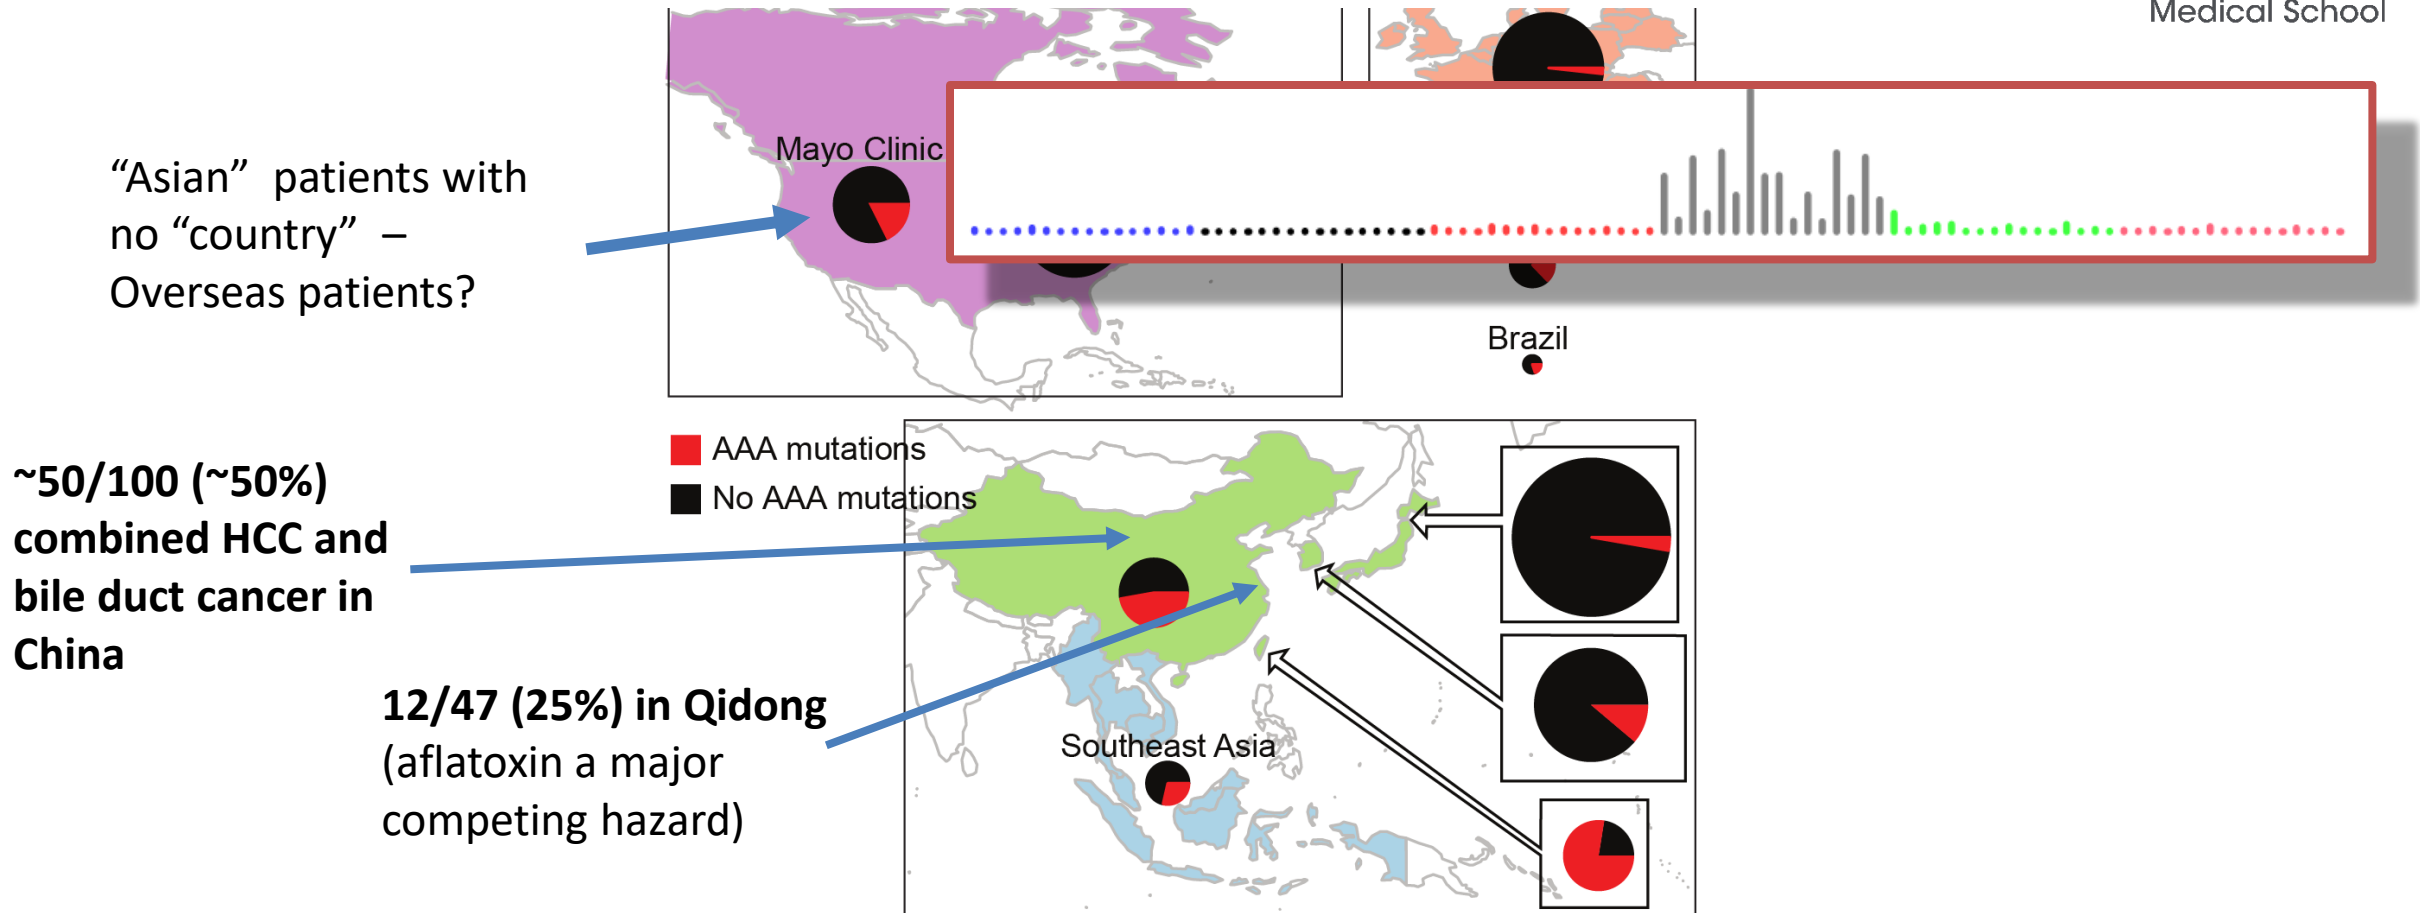 Medical School
“Asian” patients with
no “country” –
Overseas patients?
Mayo Clinic
Brazil
AAA mutations
No AAA mutations
~50/100 (~50%)
combined HCC and
bile duct cancer in
China
12/47 (25%) in Qidong
(aflatoxin a major
competing hazard)
Southeast Asia